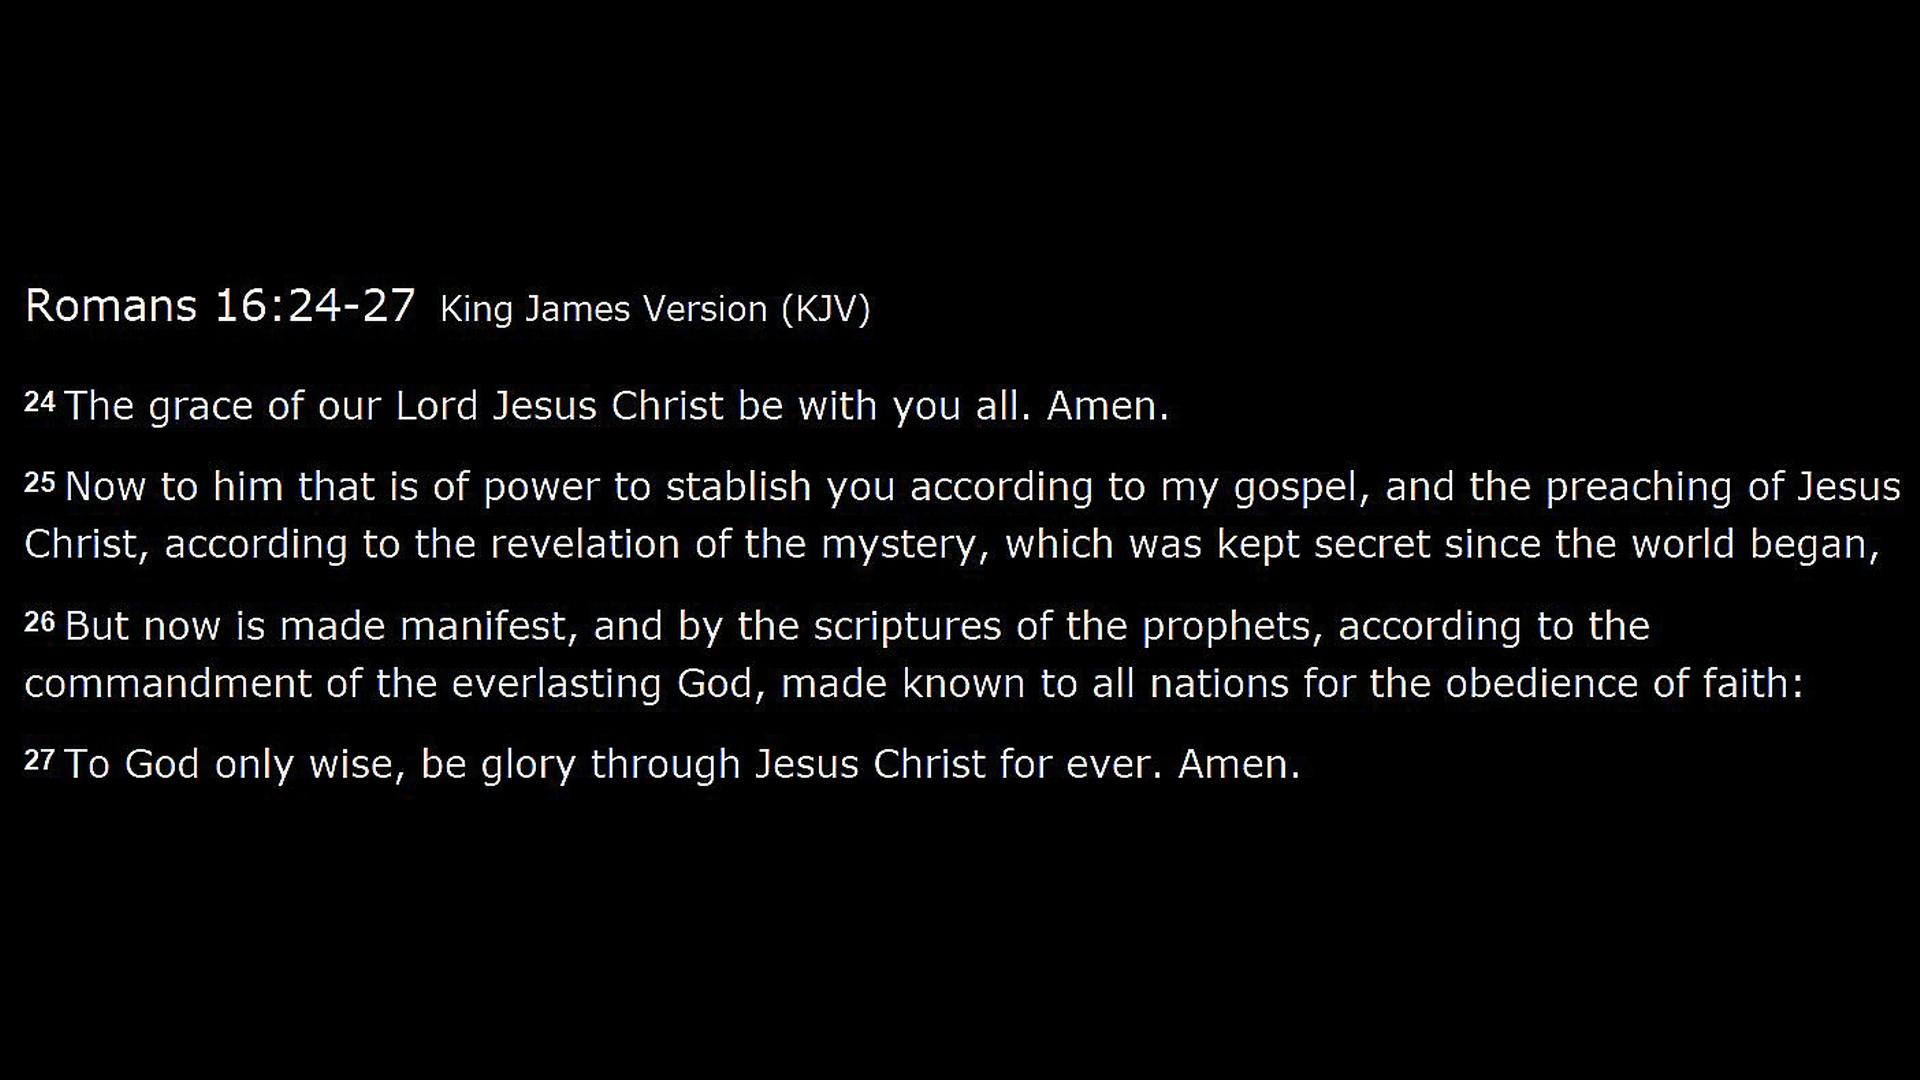 Romans 16:24-27 King James Version (KJV)
24 The grace of our Lord Jesus Christ be with you all. Amen.
25 Now to him that is of power to stablish you according to my gospel, and the preaching of Jesus
Christ, according to the revelation of the mystery, which was kept secret since the world began,
26 But now is made manifest, and by the scriptures of the prophets, according to the
commandment of the everlasting God, made known to all nations for the obedience of faith:
27 To God only wise, be glory through Jesus Christ for ever. Amen.